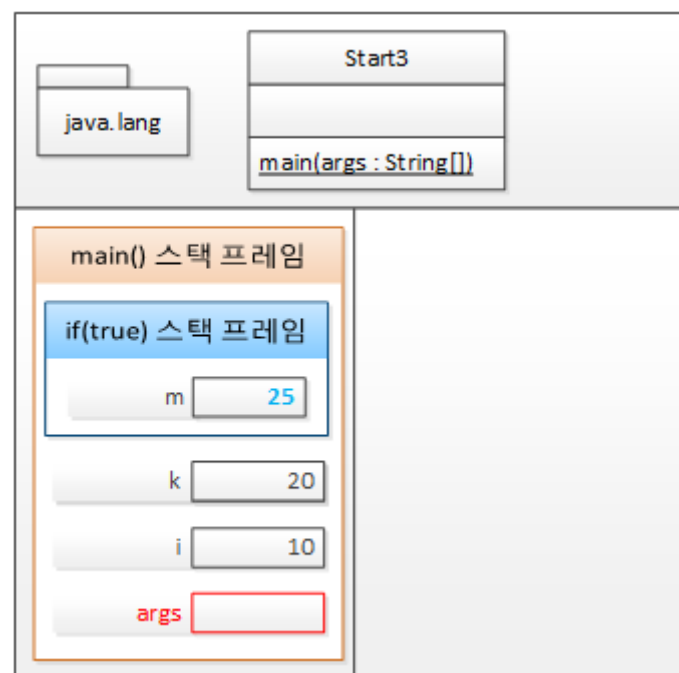 Start3
java.lang
main(args : String[])
main() 스택 프레임
if(true) 스택 프레임
m 25
k 20
i 10
args